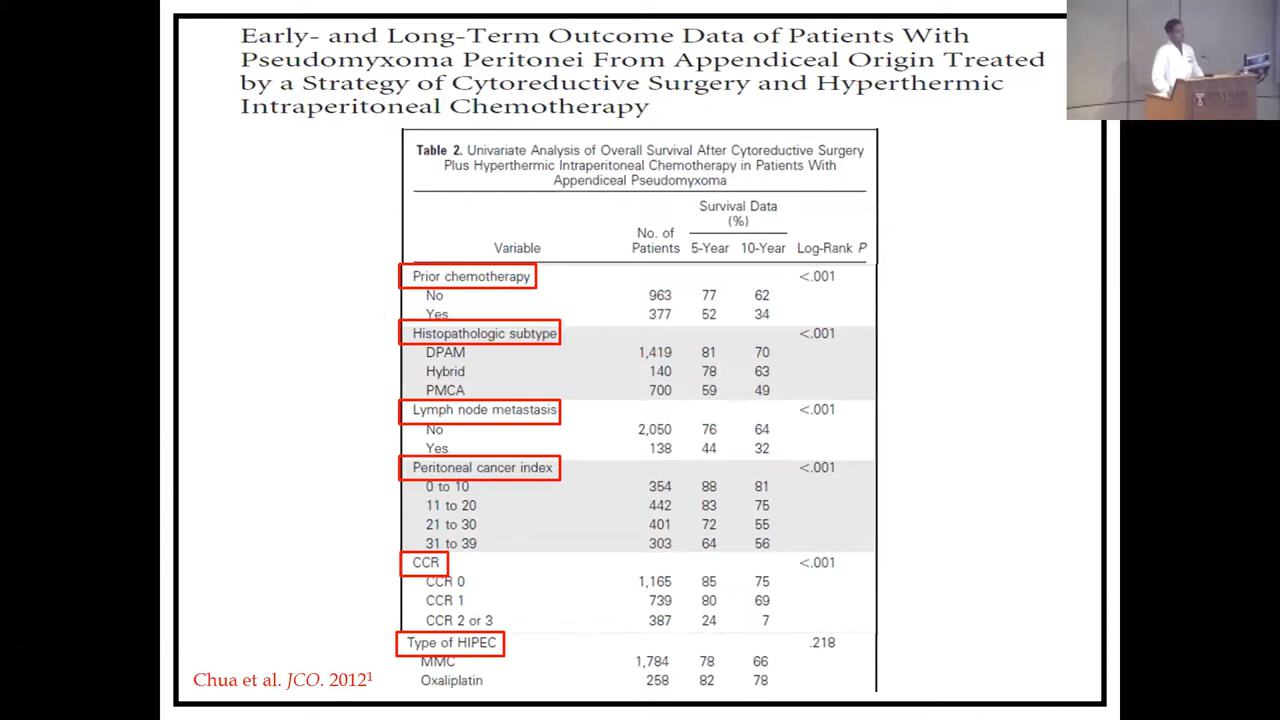 Early- and Long-Term Outcome Data of Patients With
Pseudomyxoma Peritonei From Appendiceal Origin Treated
by a Strategy of Cytoreductive Surgery and Hyperthermic
Intraperitoneal Chemotherapy
Table 2. Univariate Analysis of Overall Survival After Cytoreductive Surgery
Plus Hyperthermic Intraperitoneal Chemotherapy in Patients With
Appendiceal Pseudomyxoma
Survival Data
(%)
No. of
Variable Patients 5-Year 10-Year Log-Rank P
Prior chemotherapy <.001
No 963 77 62
Yes 377 52 34
Histopathologic subtype <.001
DPAM 1,419 81 70
Hybrid 140 78 63
PMCA 700 59 49
Lymph node metastasis <.001
No 2,050 76 64
Yes 138 44 32
Peritoneal cancer index <.001
0 to 10 354 88 81
11 to 20 442 83 75
21 to 30 401 72 55
31 to 39 303 64 56
CCR <.001
CCR 0 1,165 85 75
CCR 1 739 80 69
CCR 2 or 3 387 24 7
Type of HIPEC .218
MMC 1,784 78 66
Oxaliplatin 258 82 78
Chua et al. JCO. 2012¹